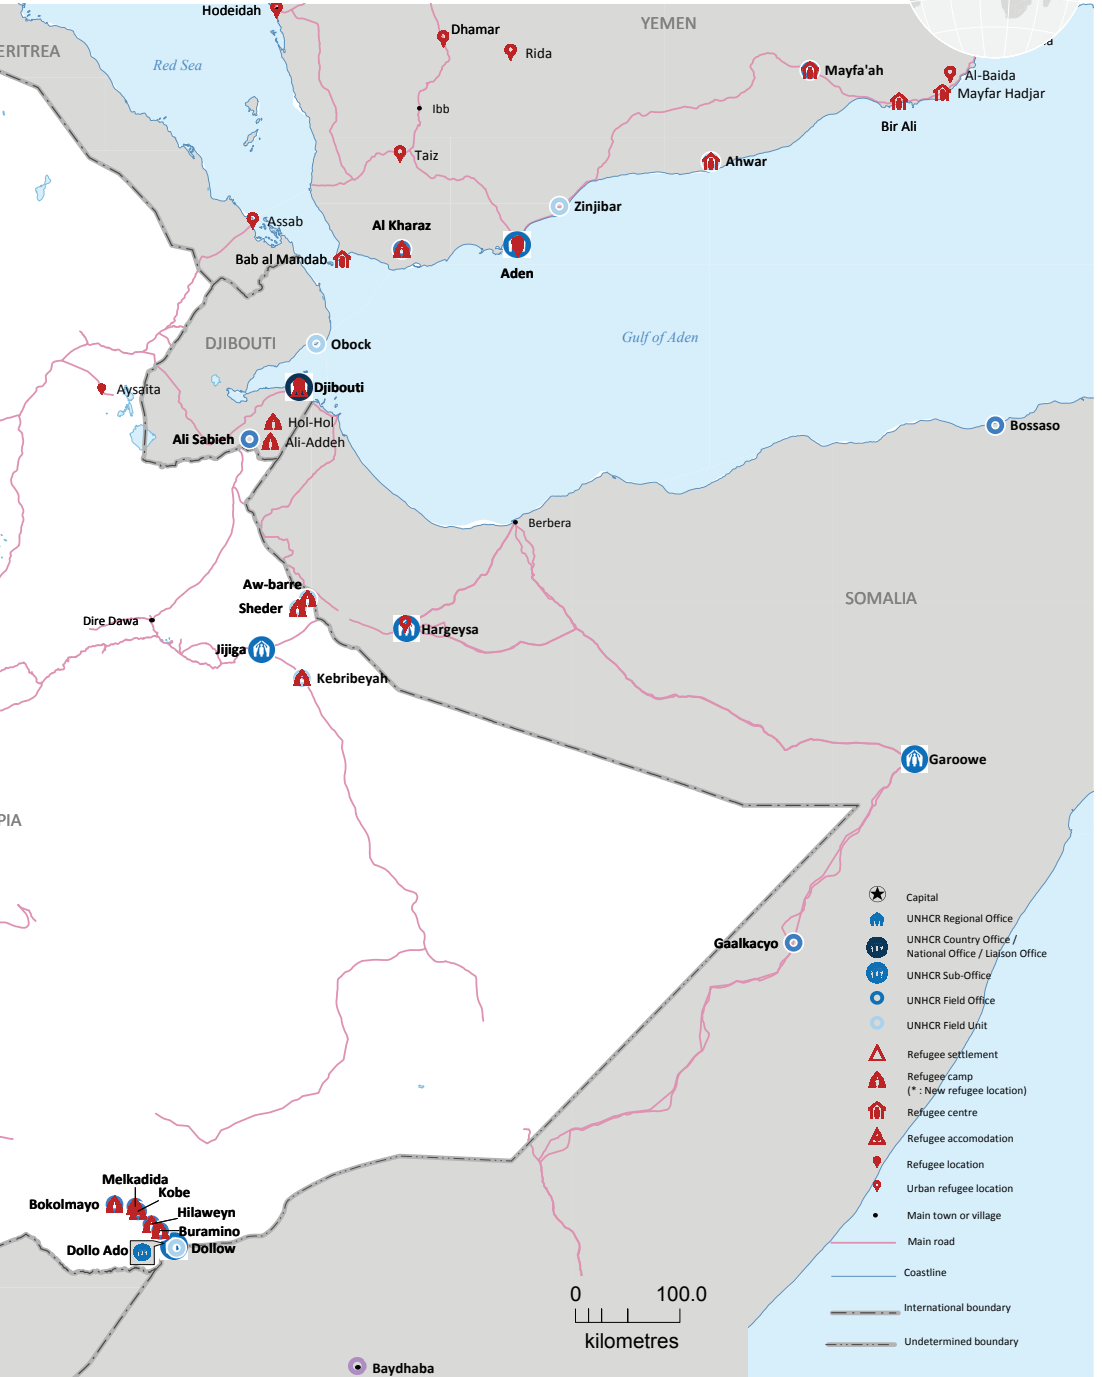 Hodeidah
Dhamar
YEMEN
Rida
ERITREA
Red Sea
Mayfa'ah
Al-Baida
Mayfar Hadjar
Ibb
Bir Ali
Taiz
Ahwar
Zinjibar
Assab
Al Kharaz
Bab al Mandab
Aden
DJIBOUTI
Obock
Gulf of Aden
Aysaita
Djibouti
Hol-Hol
Ali Sabieh
Ali-Addeh
Bossaso
Berbera
Aw-barre
Sheder
SOMALIA
Dire Dawa
Hargeysa
Jijiga
Kebribeyah
Garoowe
PIA
Gaalkacyo
Capital
UNHCR Regional Office
UNHCR Country Office /
National Office / Liaison Office
UNHCR Sub-Office
UNHCR Field Office
UNHCR Field Unit
Refugee settlement
Refugee camp
(* : New refugee location)
Refugee centre
Refugee accomodation
Refugee location
Urban refugee location
Main town or village
Main road
Coastline
International boundary
Undetermined boundary
Melkadida
Kobe
Bokolmayo
Hilaweyn
Buramino
Dollo Ado
Dollow
0 100.0
kilometres
Baydhaba